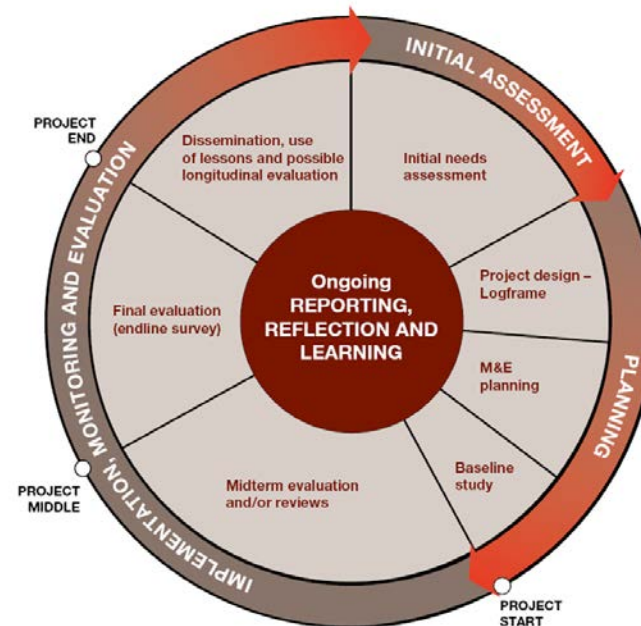 INITIAL ASSESSMENT
PLANNING
IMPLEMENTATION, MONITORING AND EVALUATION
PROJECT
END
PROJECT
MIDDLE
PROJECT
START
Dissemination, use
of lessons and possible
longitudinal evaluation
Initial needs
assessment
Project design –
Logframe
M&E
planning
Baseline
study
Midterm evaluation
and/or reviews
Final evaluation
(endline survey)
Ongoing
REPORTING,
REFLECTION AND
LEARNING